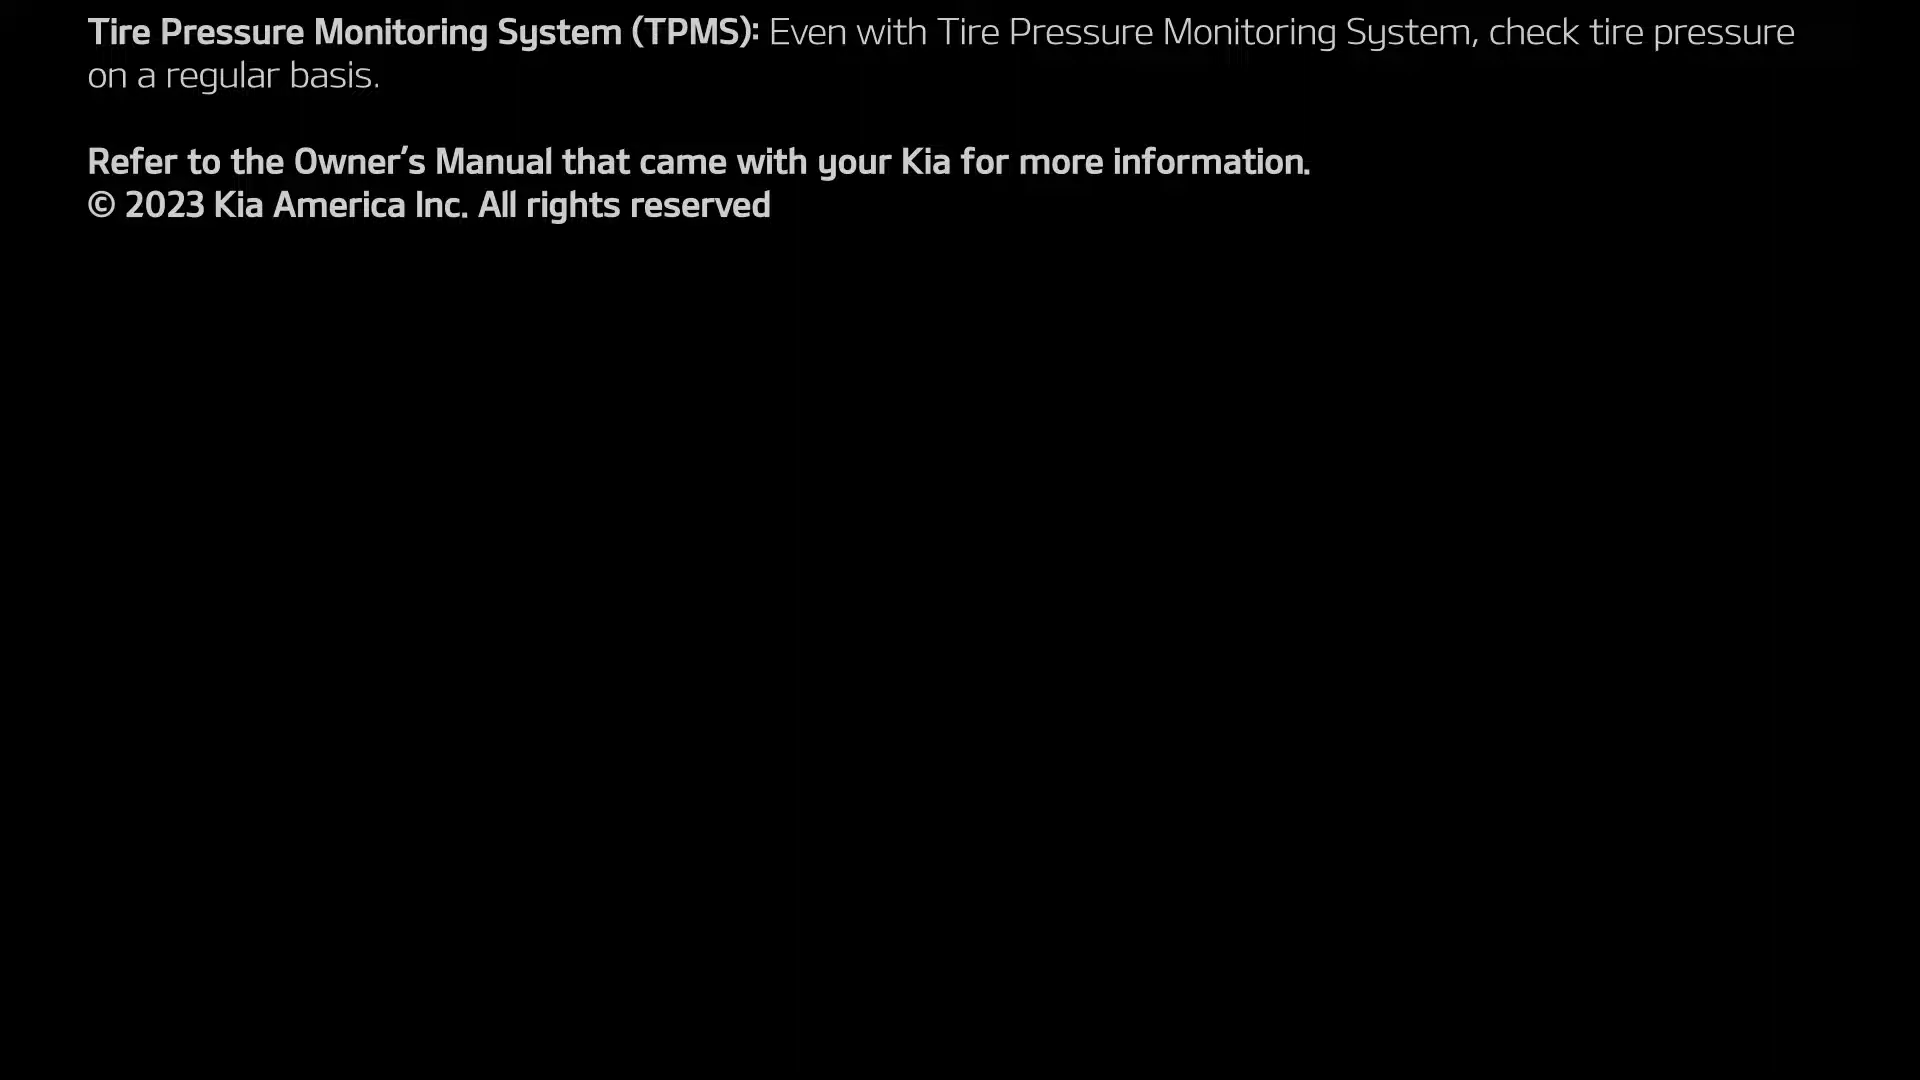 Tire Pressure Monitoring System (TPMS): Even with Tire Pressure Monitoring System, check tire pressure
on a regular basis.
Refer to the Owner’s Manual that came with your Kia for more information.
© 2023 Kia America Inc. All rights reserved